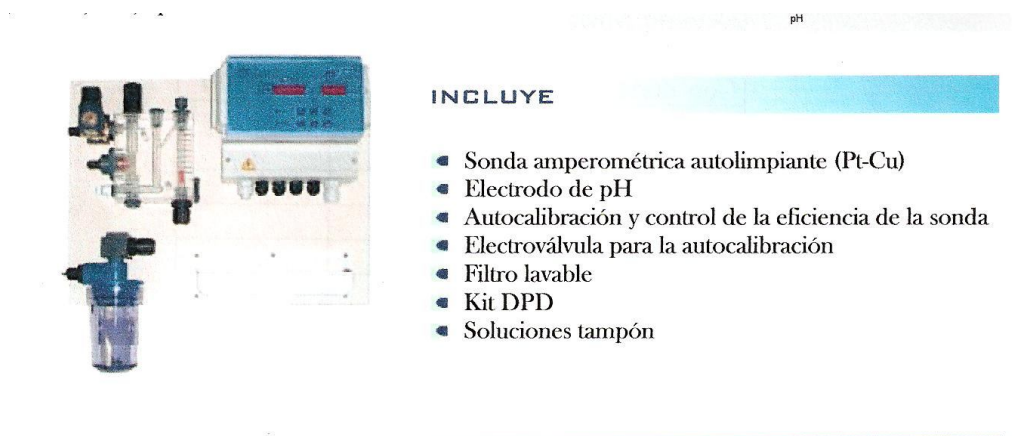 pH
INCLUYE
Sonda amperométrica autolimpiante (Pt-Cu)
Electrodo de pH
Autocalibración y control de la eficiencia de la sonda
Electroválvula para la autocalibración
Filtro lavable
Kit DPD
Soluciones tampón